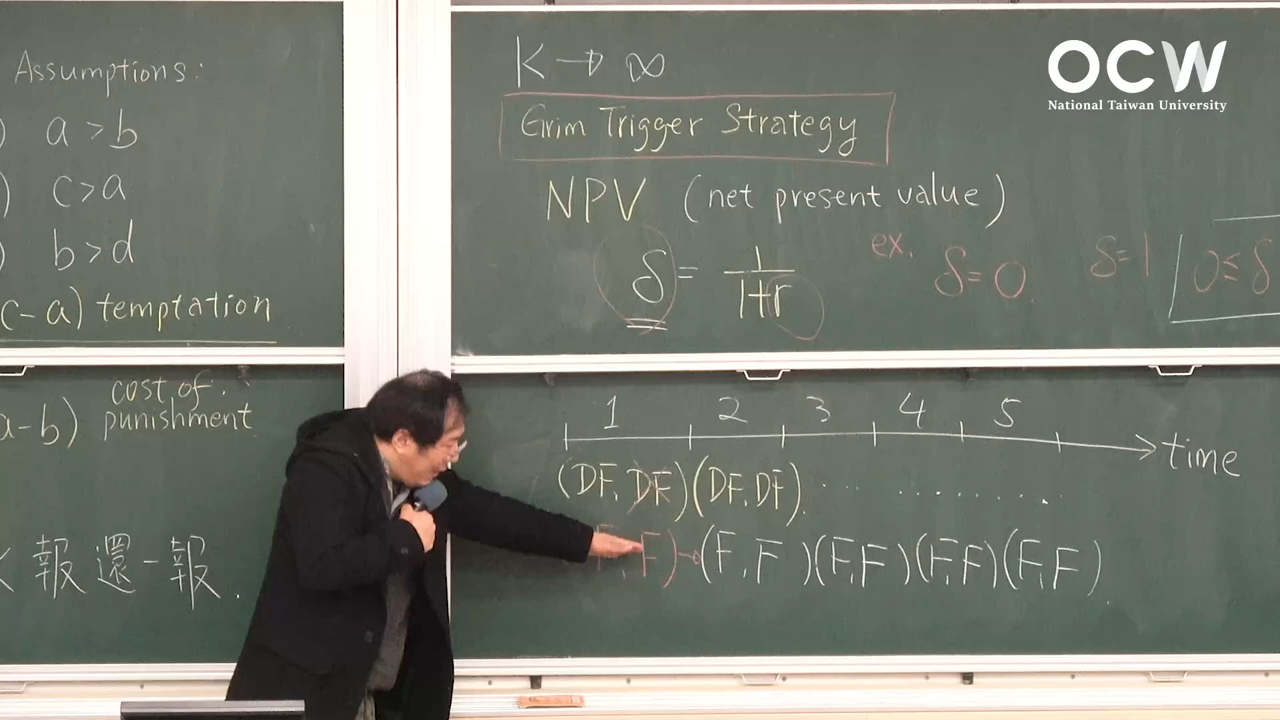 Assumptions:
) a > b
) c > a
) b > d
(c-a) temptation
cost of
a-b) punishment
報還一報.
K → ∞
Grim Trigger Strategy
NPV (net present value)
δ = 1/1+r
ex. δ=0 δ=1 0≤δ
1 2 3 4 5
time
(DF, DF)(DF, DF). ... ........
F, F)→(F, F)(F,F)(F,F)(F,F).
OCW
National Taiwan University